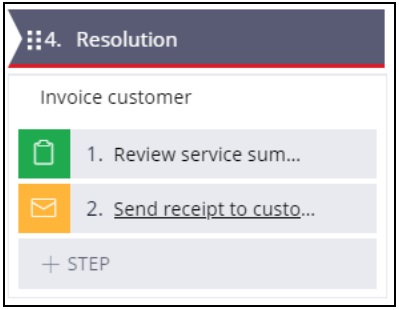 4. Resolution
Invoice customer
1. Review service sum...
2. Send receipt to custo...
+ STEP